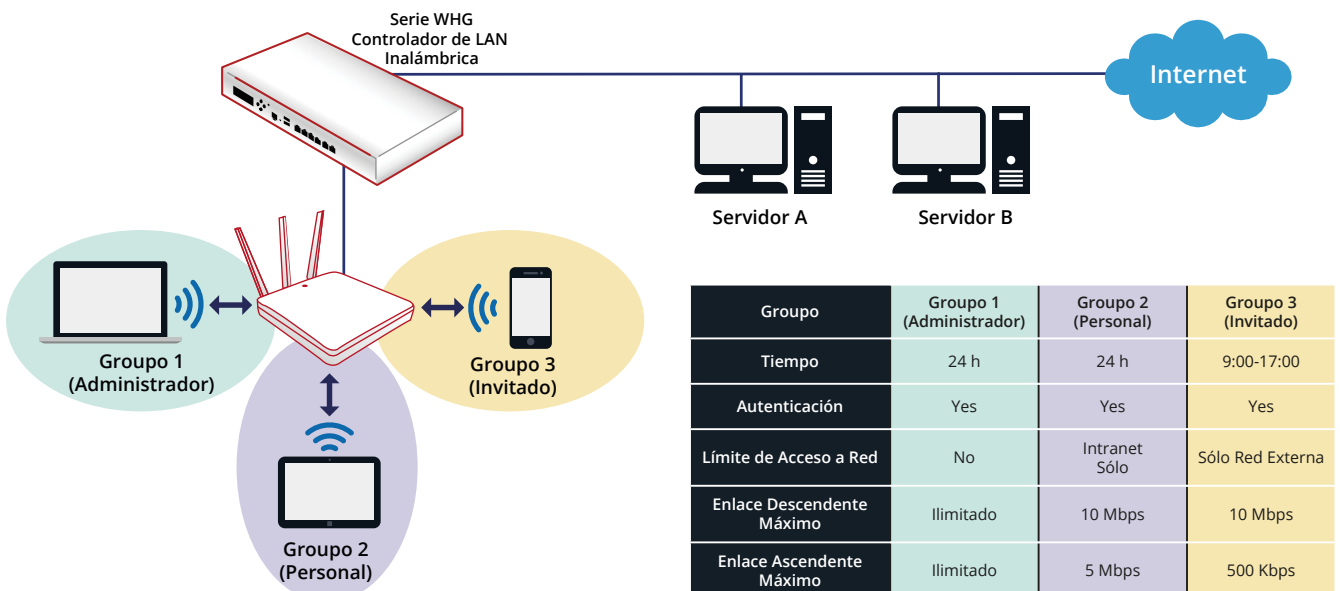 Serie WHG
Controlador de LAN
Inalámbrica
Internet
Servidor A
Servidor B
Groupo 1
(Administrador)
Groupo 3
(Invitado)
Groupo 2
(Personal)
Groupo
Groupo 1
(Administrador)
Groupo 2
(Personal)
Groupo 3
(Invitado)
Tiempo
24 h
24 h
9:00-17:00
Autenticación
Yes
Yes
Yes
Límite de Acceso a Red
No
Intranet
Sólo
Sólo Red Externa
Enlace Descendente
Máximo
Ilimitado
10 Mbps
10 Mbps
Enlace Ascendente
Máximo
Ilimitado
5 Mbps
500 Kbps